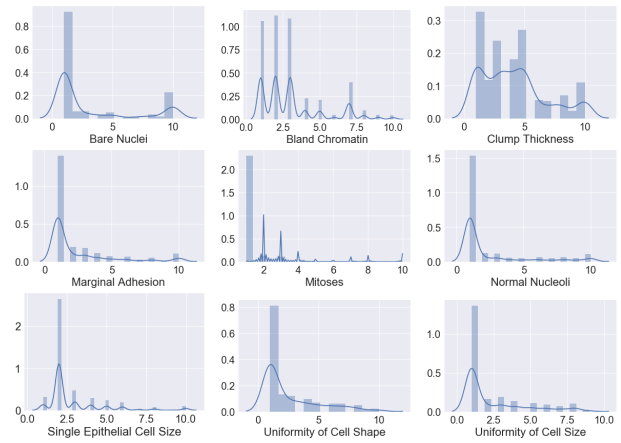 0.8
0.6
0.4
0.2
0.0
0 5 10
Bare Nuclei
1.00
0.75
0.50
0.25
0.00
0.0 2.5 5.0 7.5 10.0
Bland Chromatin
0.3
0.2
0.1
0.0
0 5 10
Clump Thickness
1.0
0.5
0.0
0 5 10
Marginal Adhesion
2.0
1.5
1.0
0.5
0.0
2 4 6 8 10
Mitoses
1.5
1.0
0.5
0.0
0 5 10
Normal Nucleoli
2
1
0
0.0 2.5 5.0 7.5 10.0
Single Epithelial Cell Size
0.8
0.6
0.4
0.2
0.0
0 5 10
Uniformity of Cell Shape
1.0
0.5
0.0
0.0 2.5 5.0 7.5 10.0
Uniformity of Cell Size